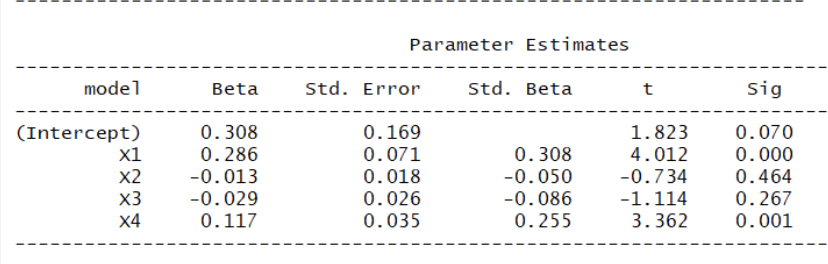 Parameter Estimates
model Beta Std. Error Std. Beta t Sig
(Intercept) 0.308 0.169 1.823 0.070
X1 0.286 0.071 0.308 4.012 0.000
X2 -0.013 0.018 -0.050 -0.734 0.464
X3 -0.029 0.026 -0.086 -1.114 0.267
X4 0.117 0.035 0.255 3.362 0.001